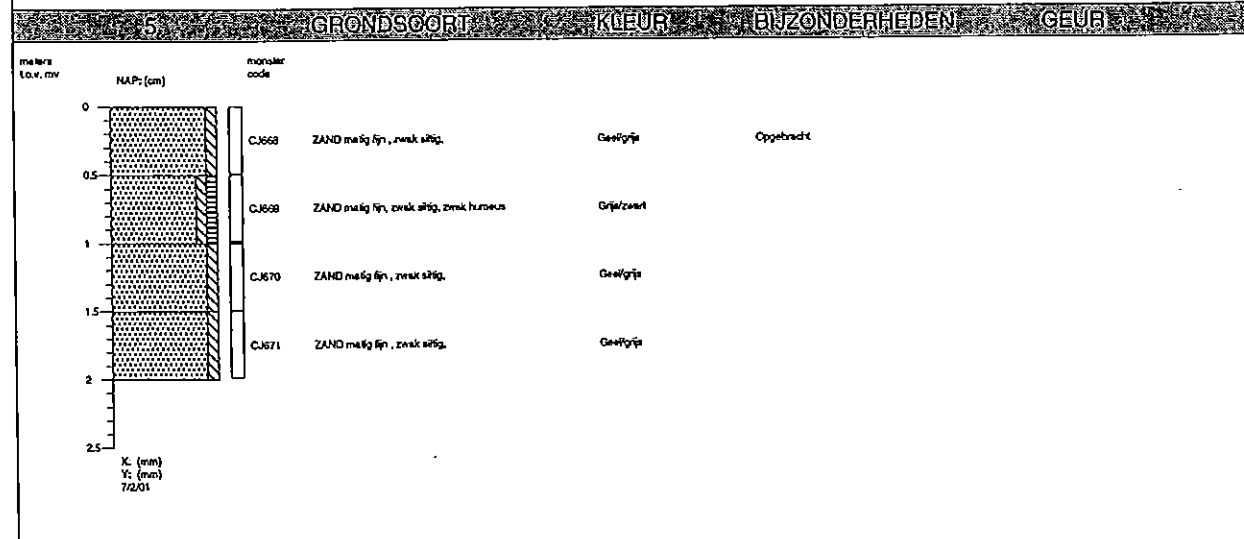 5 GRONDSOORT KLEUR BIJZONDERHEDEN GEUR
meters monster
t.o.v. mv NAP: (cm) code
0
CJ668 ZAND matig fijn , zwak siltig, Geel/grijs Opgebracht
0.5
CJ669 ZAND matig fijn, zwak siltig, zwak humeus Grijs/zwart
1
CJ670 ZAND matig fijn , zwak siltig, Geel/grijs
1.5
CJ671 ZAND matig fijn , zwak siltig, Geel/grijs
2
2.5
X: (mm)
Y: (mm)
7/2/01